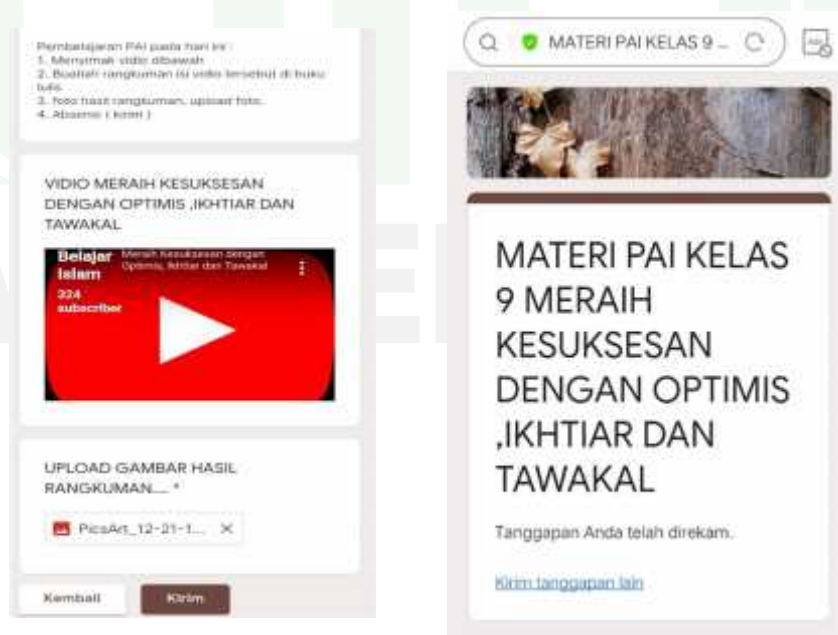 Pembelajaran PAI pada hari ini :
1. Menyimak vidio dibawah
2. Buatlah rangkuman isi vidio tersebut di buku
tulis
3. foto hasil rangkuman, upload foto.
4. Absensi ( kirim )
VIDIO MERAIH KESUKSESAN
DENGAN OPTIMIS ,IKHTIAR DAN
TAWAKAL
Belajar Islam
Meraih Kesuksesan dengan
Optimis, Ikhtiar dan Tawakal
324
subscriber
UPLOAD GAMBAR HASIL
RANGKUMAN.... *
PicsArt_12-21-1...
Kembali
Kirim
MATERI PAI KELAS 9 ...
MATERI PAI KELAS
9 MERAIH
KESUKSESAN
DENGAN OPTIMIS
,IKHTIAR DAN
TAWAKAL
Tanggapan Anda telah direkam.
Kirim tanggapan lain